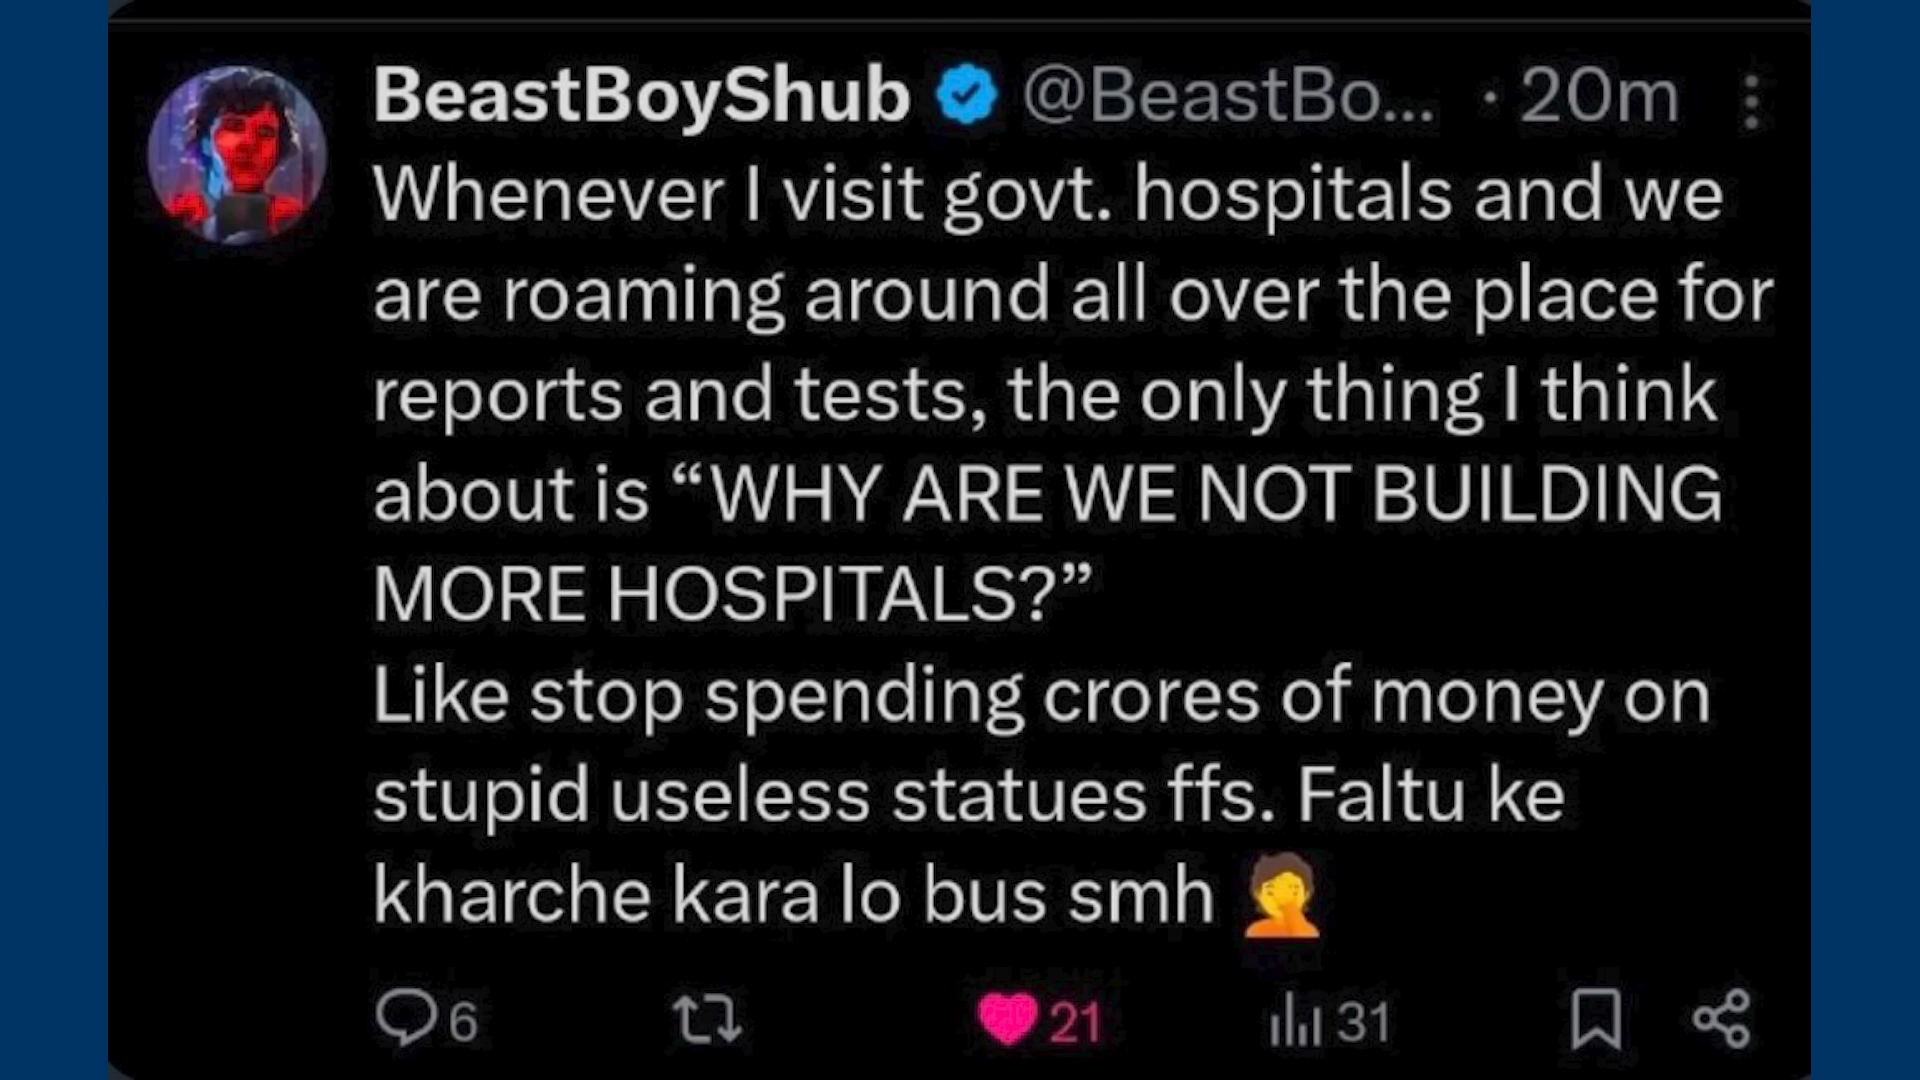 BeastBoyShub @BeastBo... · 20m
Whenever I visit govt. hospitals and we
are roaming around all over the place for
reports and tests, the only thing I think
about is “WHY ARE WE NOT BUILDING
MORE HOSPITALS?”
Like stop spending crores of money on
stupid useless statues ffs. Faltu ke
kharche kara lo bus smh 🤦
6 21 31